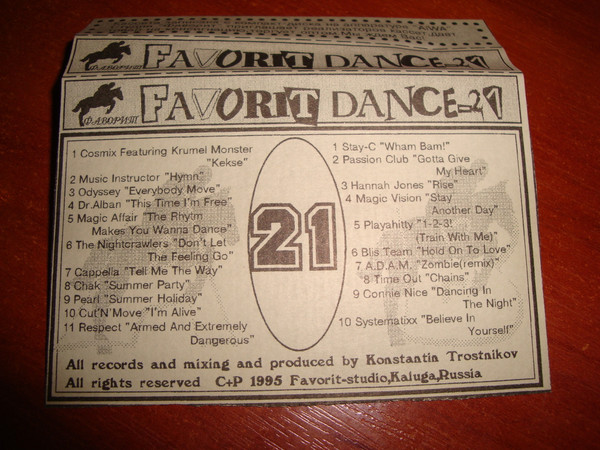 ФАВОРИТ FAVORIT DANCE-21
ФАВОРИТ FAVORIT DANCE-21
1 Cosmix Featuring Krumel Monster
"Kekse"
2 Music Instructor "Hymn"
3 Odyssey "Everybody Move"
4 Dr.Alban "This Time I'm Free"
5 Magic Affair "The Rhytm
Makes You Wanna Dance"
6 The Nightcrawlers "Don't Let
The Feeling Go"
7 Cappella "Tell Me The Way"
8 Chak "Summer Party"
9 Pearl "Summer Holiday"
10 Cut'N'Move "I'm Alive"
11 Respect "Armed And Extremely
Dangerous"
21
1 Stay-C "Wham Bam!"
2 Passion Club "Gotta Give
My Heart"
3 Hannah Jones "Rise"
4 Magic Vision "Stay
Another Day"
5 Playahitty "1-2-3!
(Train With Me)
6 Blis Team "Hold On To Love"
7 A.D.A.M. "Zombie(remix)"
8 Time Out "Chains"
9 Connie Nice "Dancing In
The Night"
10 Systematixx "Believe In
Yourself"
All records and mixing and produced by Konstantin Trostnikov
All rights reserved C+P 1995 Favorit-studio,Kaluga,Russia